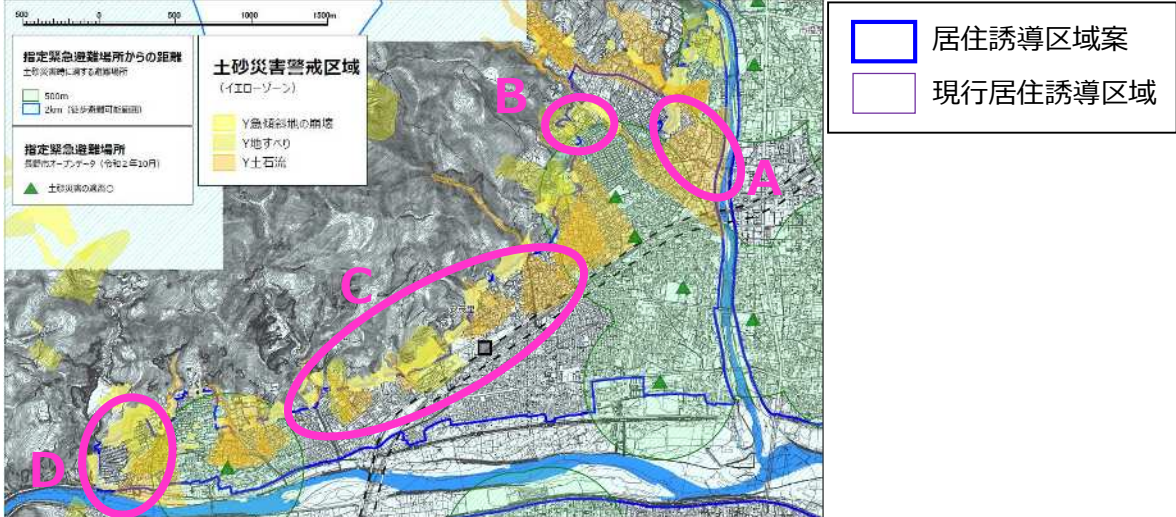 500 0 500 1000 1500m
指定緊急避難場所からの距離
土砂災害時に適する避難場所
500m
2km（徒歩避難可能範囲）
指定緊急避難場所
長野市オープンデータ（令和２年10月）
土砂災害の適否○
土砂災害警戒区域
（イエローゾーン）
Y急傾斜地の崩壊
Y地すべり
Y土石流
居住誘導区域案
現行居住誘導区域
B
A
C
D